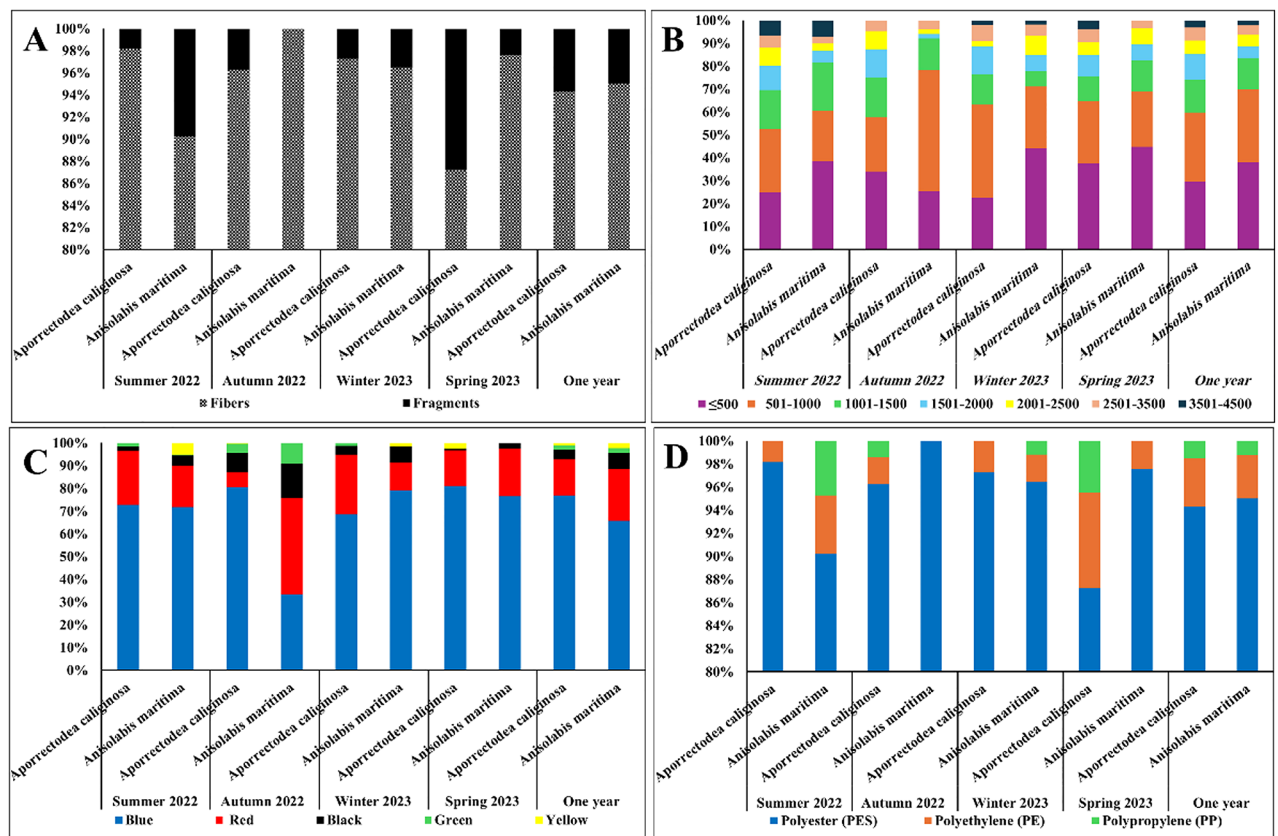 A
100%
98%
96%
94%
92%
90%
88%
86%
84%
82%
80%
Aporrectodea caliginosa
Anisolabis maritima
Aporrectodea caliginosa
Anisolabis maritima
Aporrectodea caliginosa
Anisolabis maritima
Aporrectodea caliginosa
Anisolabis maritima
Aporrectodea caliginosa
Anisolabis maritima
Summer 2022 Autumn 2022 Winter 2023 Spring 2023 One year
Fibers Fragments
B
100%
90%
80%
70%
60%
50%
40%
30%
20%
10%
0%
Aporrectodea caliginosa
Anisolabis maritima
Aporrectodea caliginosa
Anisolabis maritima
Aporrectodea caliginosa
Anisolabis maritima
Aporrectodea caliginosa
Anisolabis maritima
Aporrectodea caliginosa
Anisolabis maritima
Summer 2022 Autumn 2022 Winter 2023 Spring 2023 One year
≤500 501-1000 1001-1500 1501-2000 2001-2500 2501-3500 3501-4500
C
100%
90%
80%
70%
60%
50%
40%
30%
20%
10%
0%
Aporrectodea caliginosa
Anisolabis maritima
Aporrectodea caliginosa
Anisolabis maritima
Aporrectodea caliginosa
Anisolabis maritima
Aporrectodea caliginosa
Anisolabis maritima
Aporrectodea caliginosa
Anisolabis maritima
Summer 2022 Autumn 2022 Winter 2023 Spring 2023 One year
Blue Red Black Green Yellow
D
100%
98%
96%
94%
92%
90%
88%
86%
84%
82%
80%
Aporrectodea caliginosa
Anisolabis maritima
Aporrectodea caliginosa
Anisolabis maritima
Aporrectodea caliginosa
Anisolabis maritima
Aporrectodea caliginosa
Anisolabis maritima
Aporrectodea caliginosa
Anisolabis maritima
Summer 2022 Autumn 2022 Winter 2023 Spring 2023 One year
Polyester (PES) Polyethylene (PE) Polypropylene (PP)